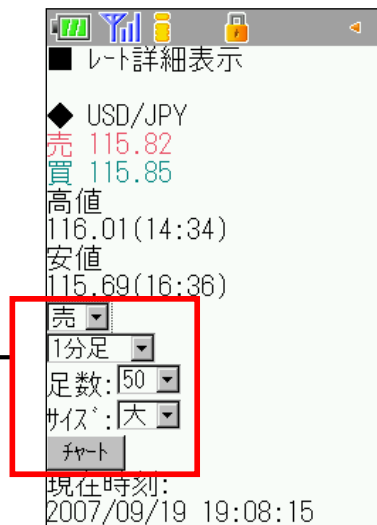 ■ ﾚｰﾄ詳細表示
◆ USD/JPY
売 115.82
買 115.85
高値
116.01(14:34)
安値
115.69(16:36)
売
1分足
足数:50
ｻｲｽﾞ:大
ﾁｬｰﾄ
現在時刻:
2007/09/19 19:08:15